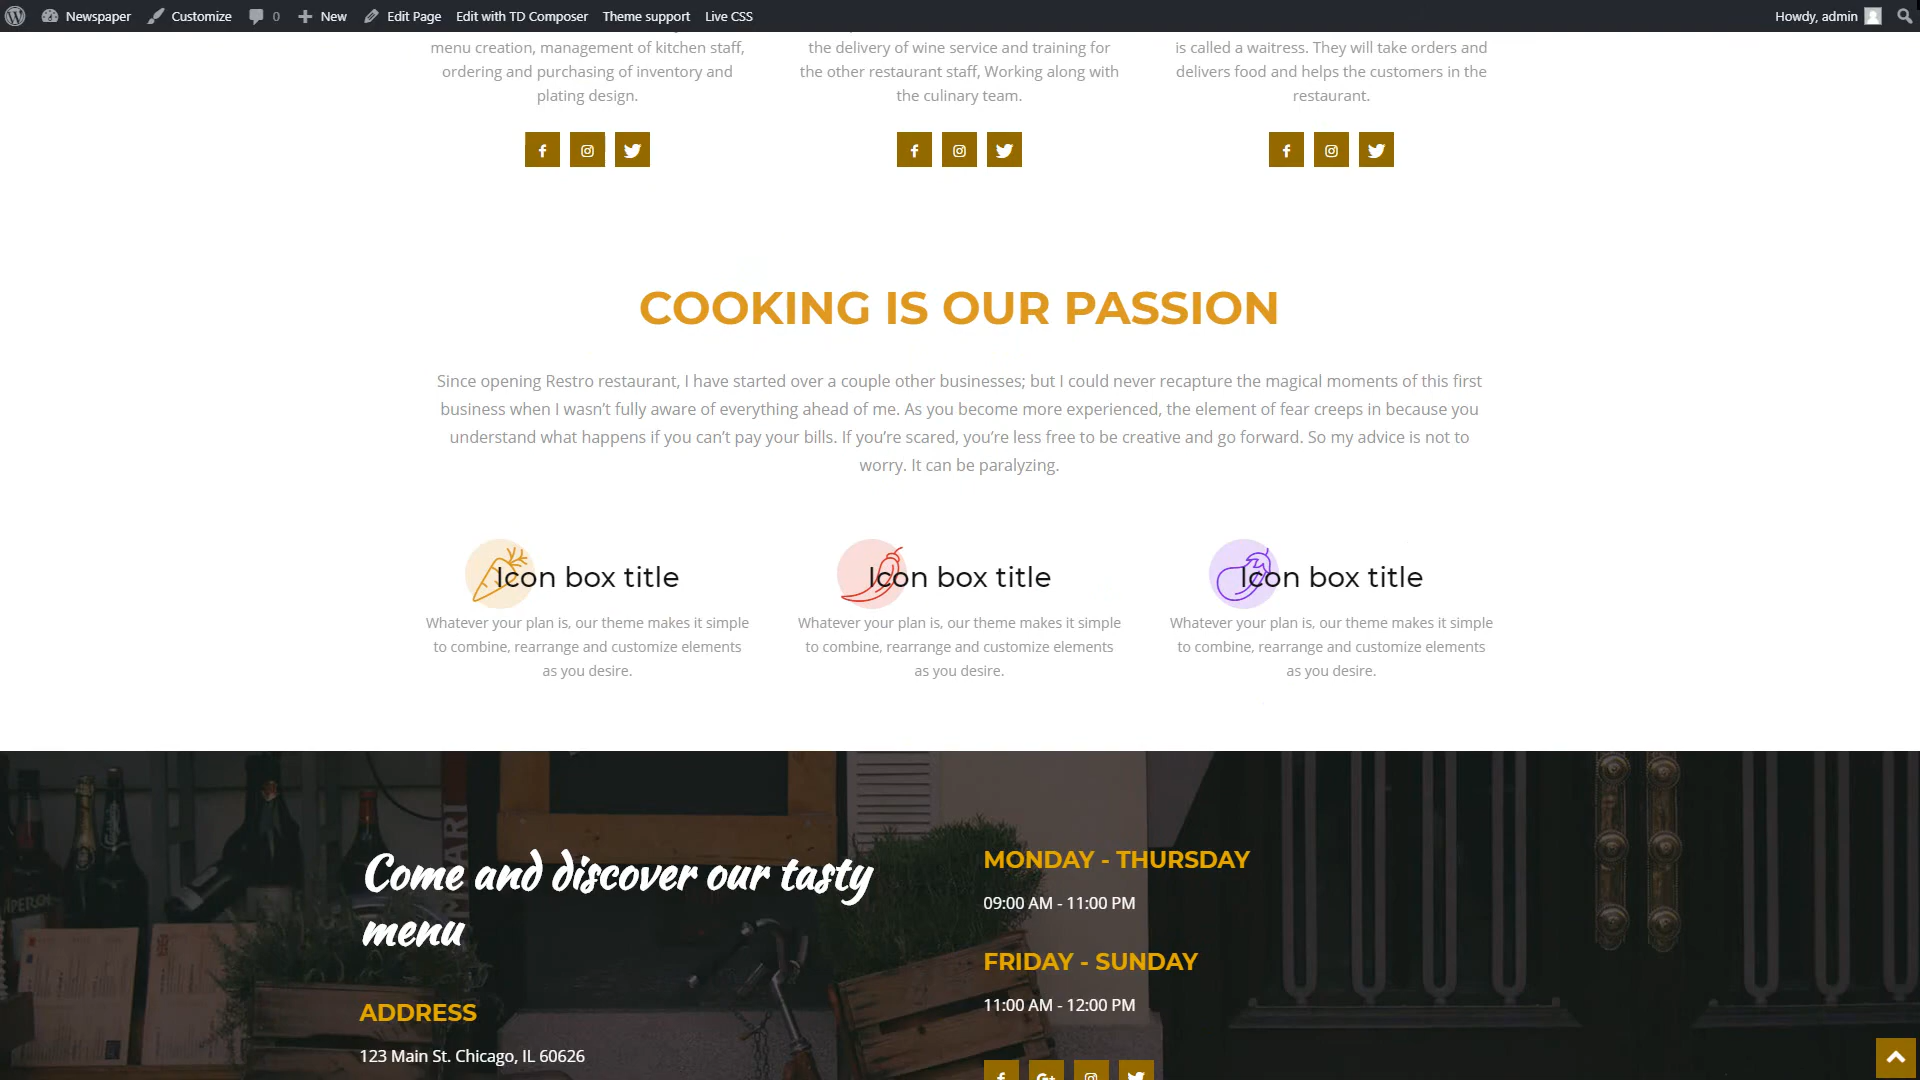 Newspaper Customize 0 New Edit Page Edit with TD Composer Theme support Live CSS Howdy, admin
menu creation, management of kitchen staff,
ordering and purchasing of inventory and
plating design.
the delivery of wine service and training for
the other restaurant staff, Working along with
the culinary team.
is called a waitress. They will take orders and
delivers food and helps the customers in the
restaurant.
COOKING IS OUR PASSION
Since opening Restro restaurant, I have started over a couple other businesses; but I could never recapture the magical moments of this first
business when I wasn’t fully aware of everything ahead of me. As you become more experienced, the element of fear creeps in because you
understand what happens if you can’t pay your bills. If you’re scared, you’re less free to be creative and go forward. So my advice is not to
worry. It can be paralyzing.
Icon box title
Whatever your plan is, our theme makes it simple
to combine, rearrange and customize elements
as you desire.
Icon box title
Whatever your plan is, our theme makes it simple
to combine, rearrange and customize elements
as you desire.
Icon box title
Whatever your plan is, our theme makes it simple
to combine, rearrange and customize elements
as you desire.
Come and discover our tasty
menu
ADDRESS
123 Main St. Chicago, IL 60626
MONDAY - THURSDAY
09:00 AM - 11:00 PM
FRIDAY - SUNDAY
11:00 AM - 12:00 PM